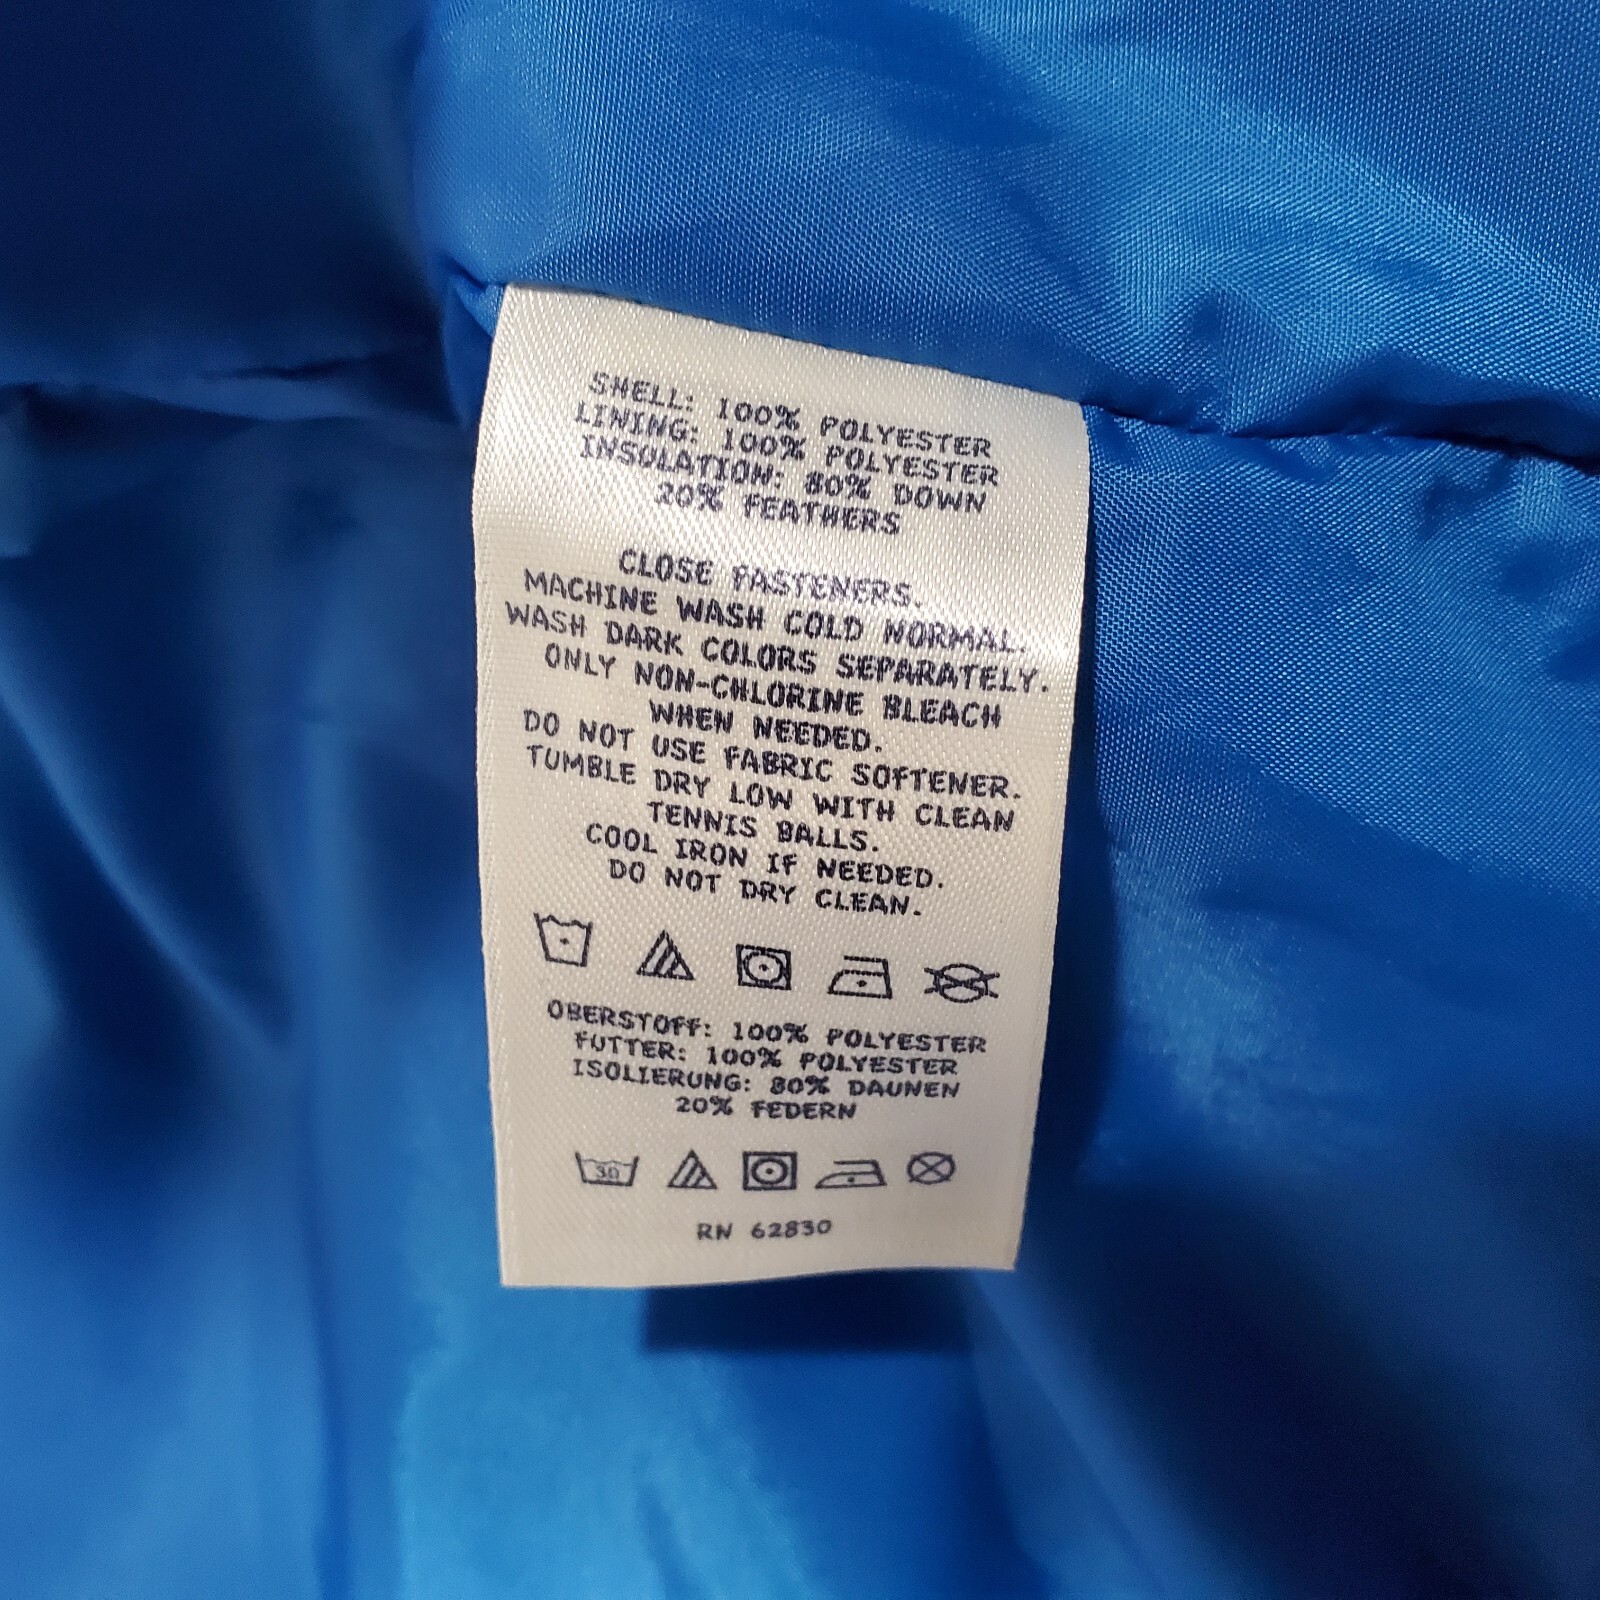 SHELL: 100% POLYESTER
LINING: 100% POLYESTER
INSULATION: 80% DOWN
20% FEATHERS
CLOSE FASTENERS.
MACHINE WASH COLD NORMAL.
WASH DARK COLORS SEPARATELY.
ONLY NON-CHLORINE BLEACH
WHEN NEEDED.
DO NOT USE FABRIC SOFTENER.
TUMBLE DRY LOW WITH CLEAN
TENNIS BALLS.
COOL IRON IF NEEDED.
DO NOT DRY CLEAN.
OBERSTOFF: 100% POLYESTER
FUTTER: 100% POLYESTER
ISOLIERUNG: 80% DAUNEN
20% FEDERN
30
RN 62830